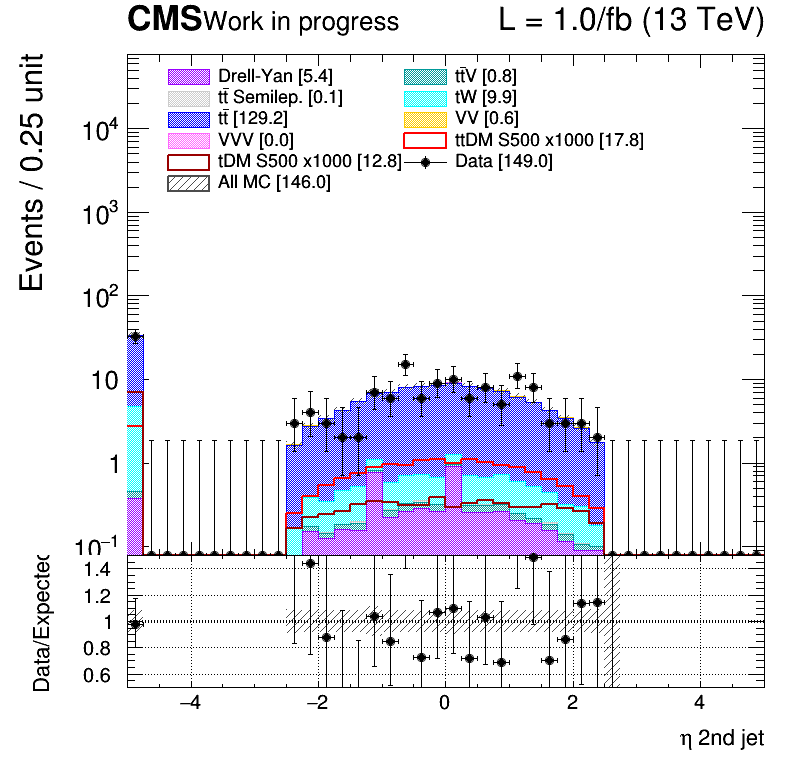 CMS Work in progress L = 1.0/fb (13 TeV)
Events / 0.25 unit
Drell-Yan [5.4] tt̄V [0.8]
tt̄ Semilep. [0.1] tW [9.9]
tt̄ [129.2] VV [0.6]
VVV [0.0] ttDM S500 x1000 [17.8]
tDM S500 x1000 [12.8] Data [149.0]
All MC [146.0]
10⁴
10³
10²
10
1
10⁻¹
Data/Expected
1.4
1.2
1
0.8
0.6
−4 −2 0 2 4
η 2nd jet